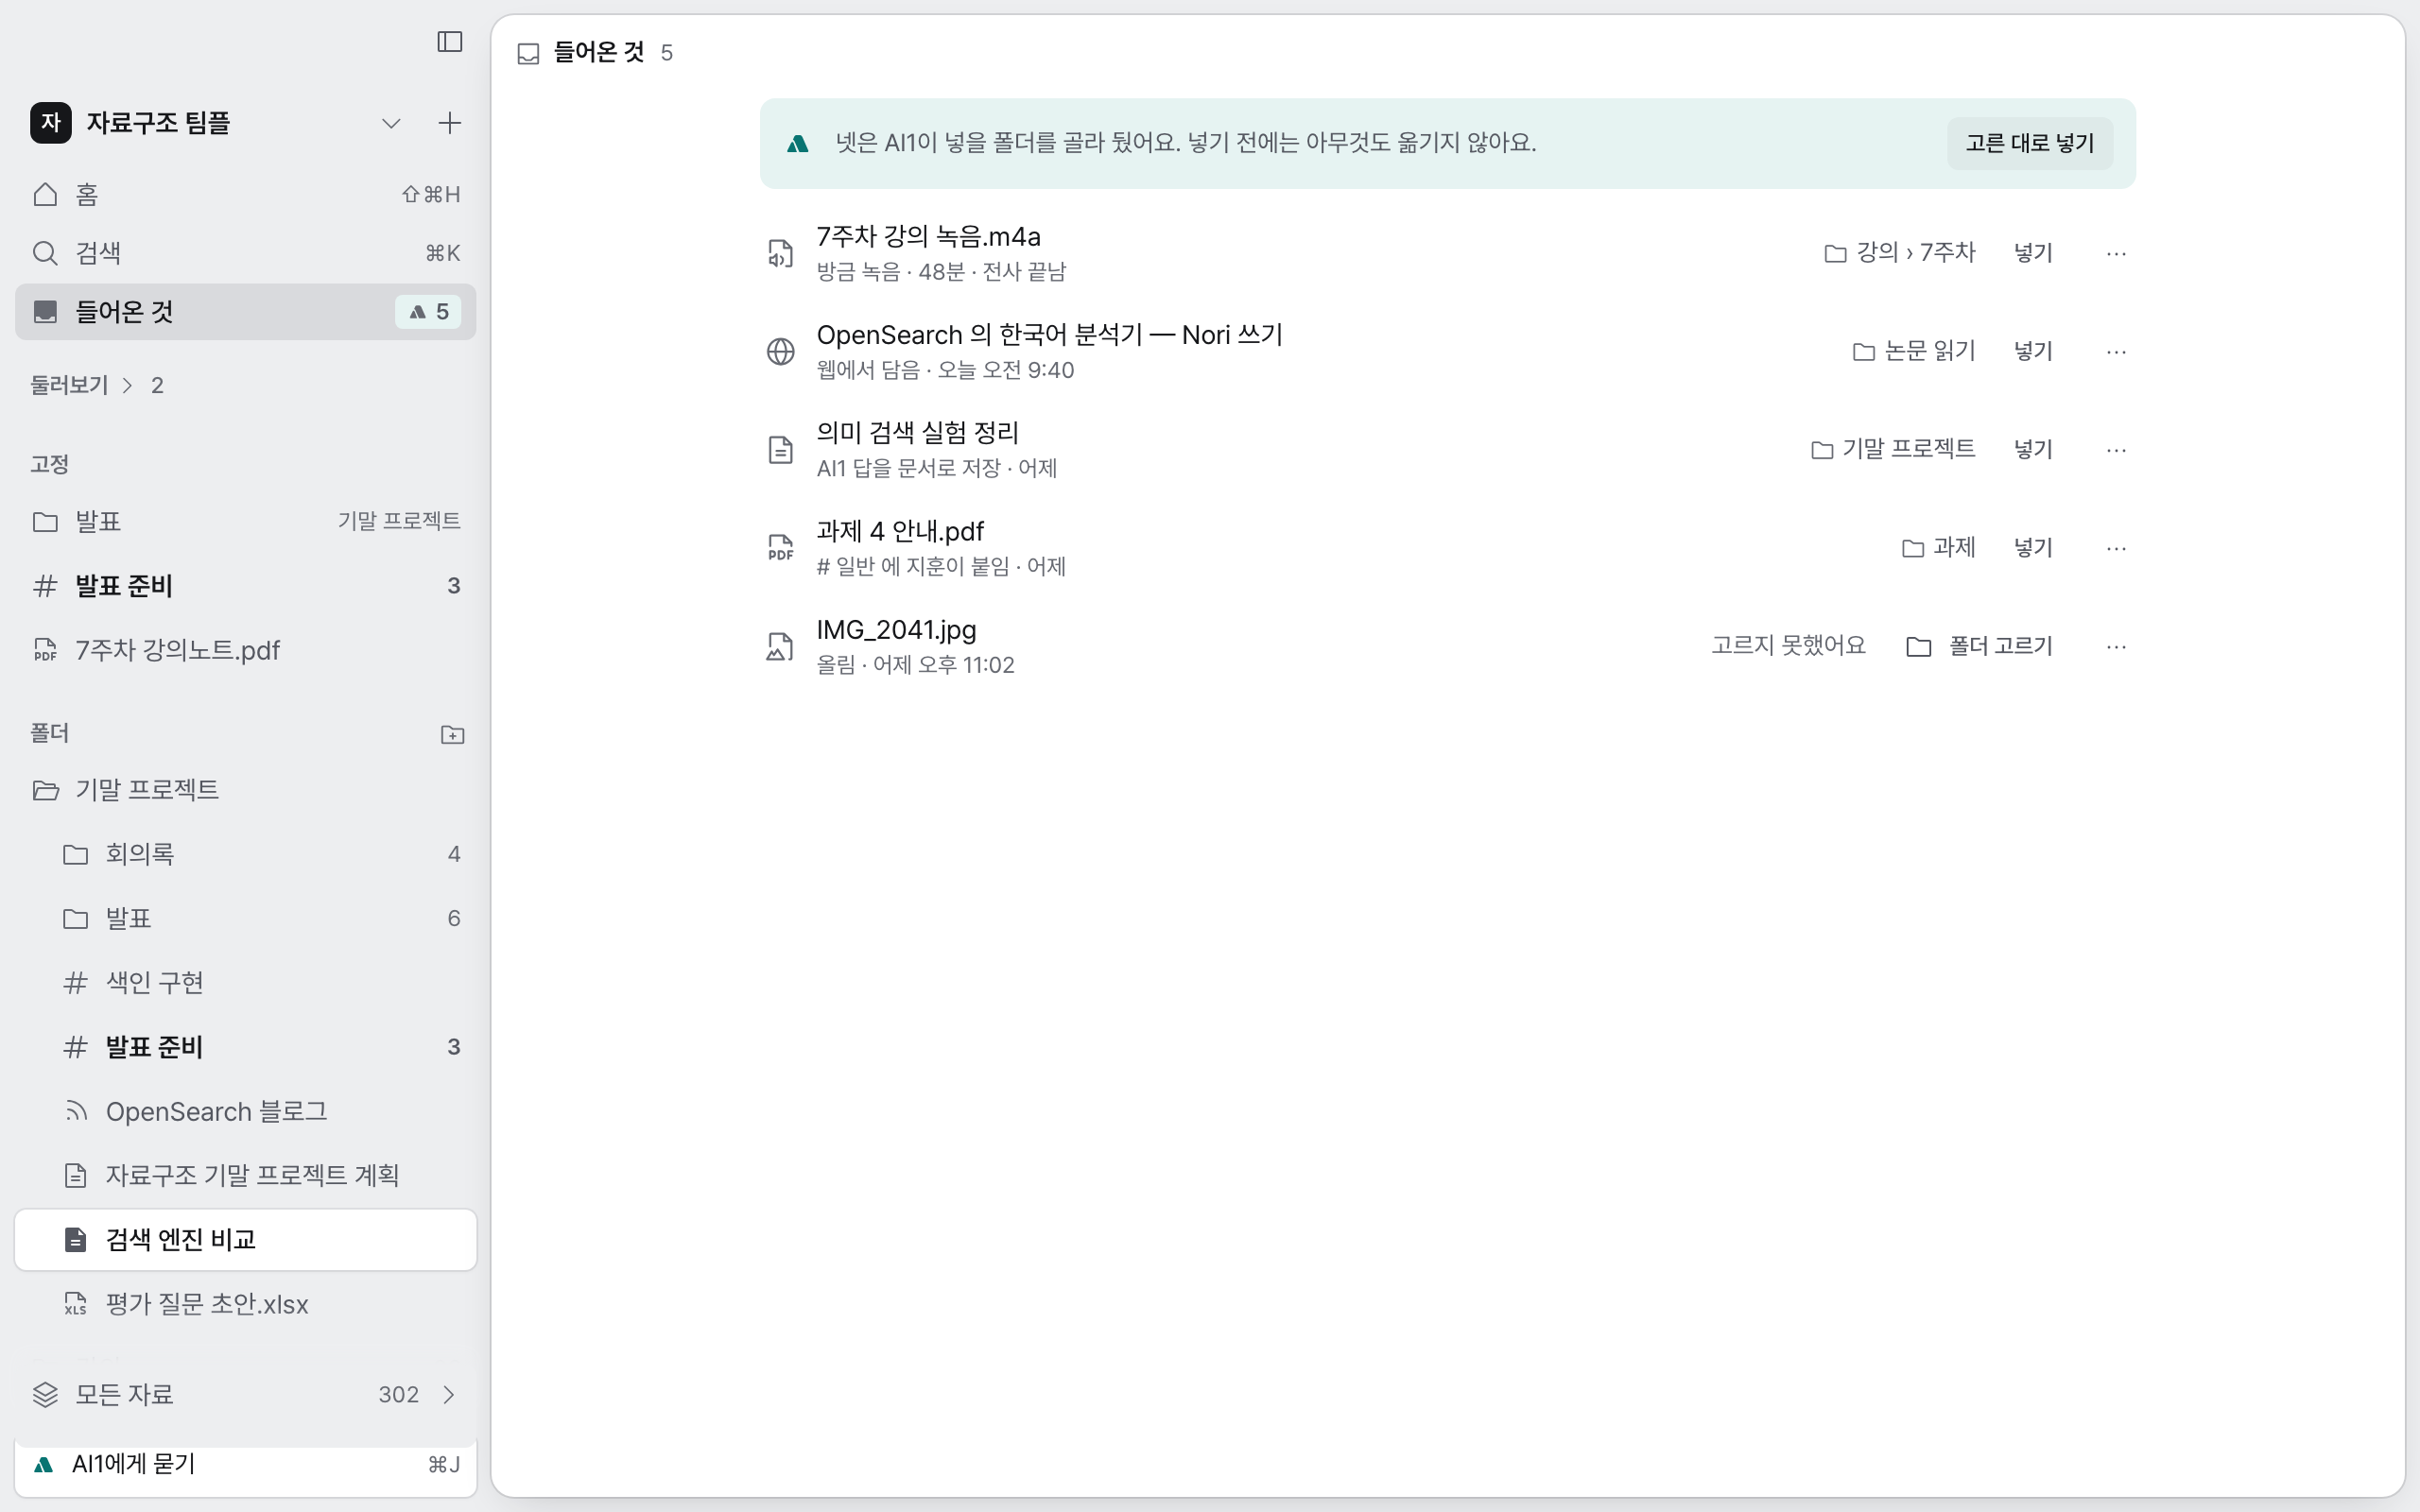 자 자료구조 팀플
홈 ⇧⌘H
검색 ⌘K
들어온 것 5
둘러보기 > 2
고정
발표 기말 프로젝트
# 발표 준비 3
PDF 7주차 강의노트.pdf
폴더
기말 프로젝트
회의록 4
발표 6
# 색인 구현
# 발표 준비 3
OpenSearch 블로그
자료구조 기말 프로젝트 계획
검색 엔진 비교
XLS 평가 질문 초안.xlsx
모든 자료 302 >
AI1에게 묻기 ⌘J
들어온 것 5
넷은 AI1이 넣을 폴더를 골라 뒀어요. 넣기 전에는 아무것도 옮기지 않아요. 고른 대로 넣기
7주차 강의 녹음.m4a
방금 녹음 · 48분 · 전사 끝남
강의 › 7주차 넣기 ···
OpenSearch 의 한국어 분석기 — Nori 쓰기
웹에서 담음 · 오늘 오전 9:40
논문 읽기 넣기 ···
의미 검색 실험 정리
AI1 답을 문서로 저장 · 어제
기말 프로젝트 넣기 ···
PDF 과제 4 안내.pdf
# 일반 에 지훈이 붙임 · 어제
과제 넣기 ···
IMG_2041.jpg
올림 · 어제 오후 11:02
고르지 못했어요 폴더 고르기 ···